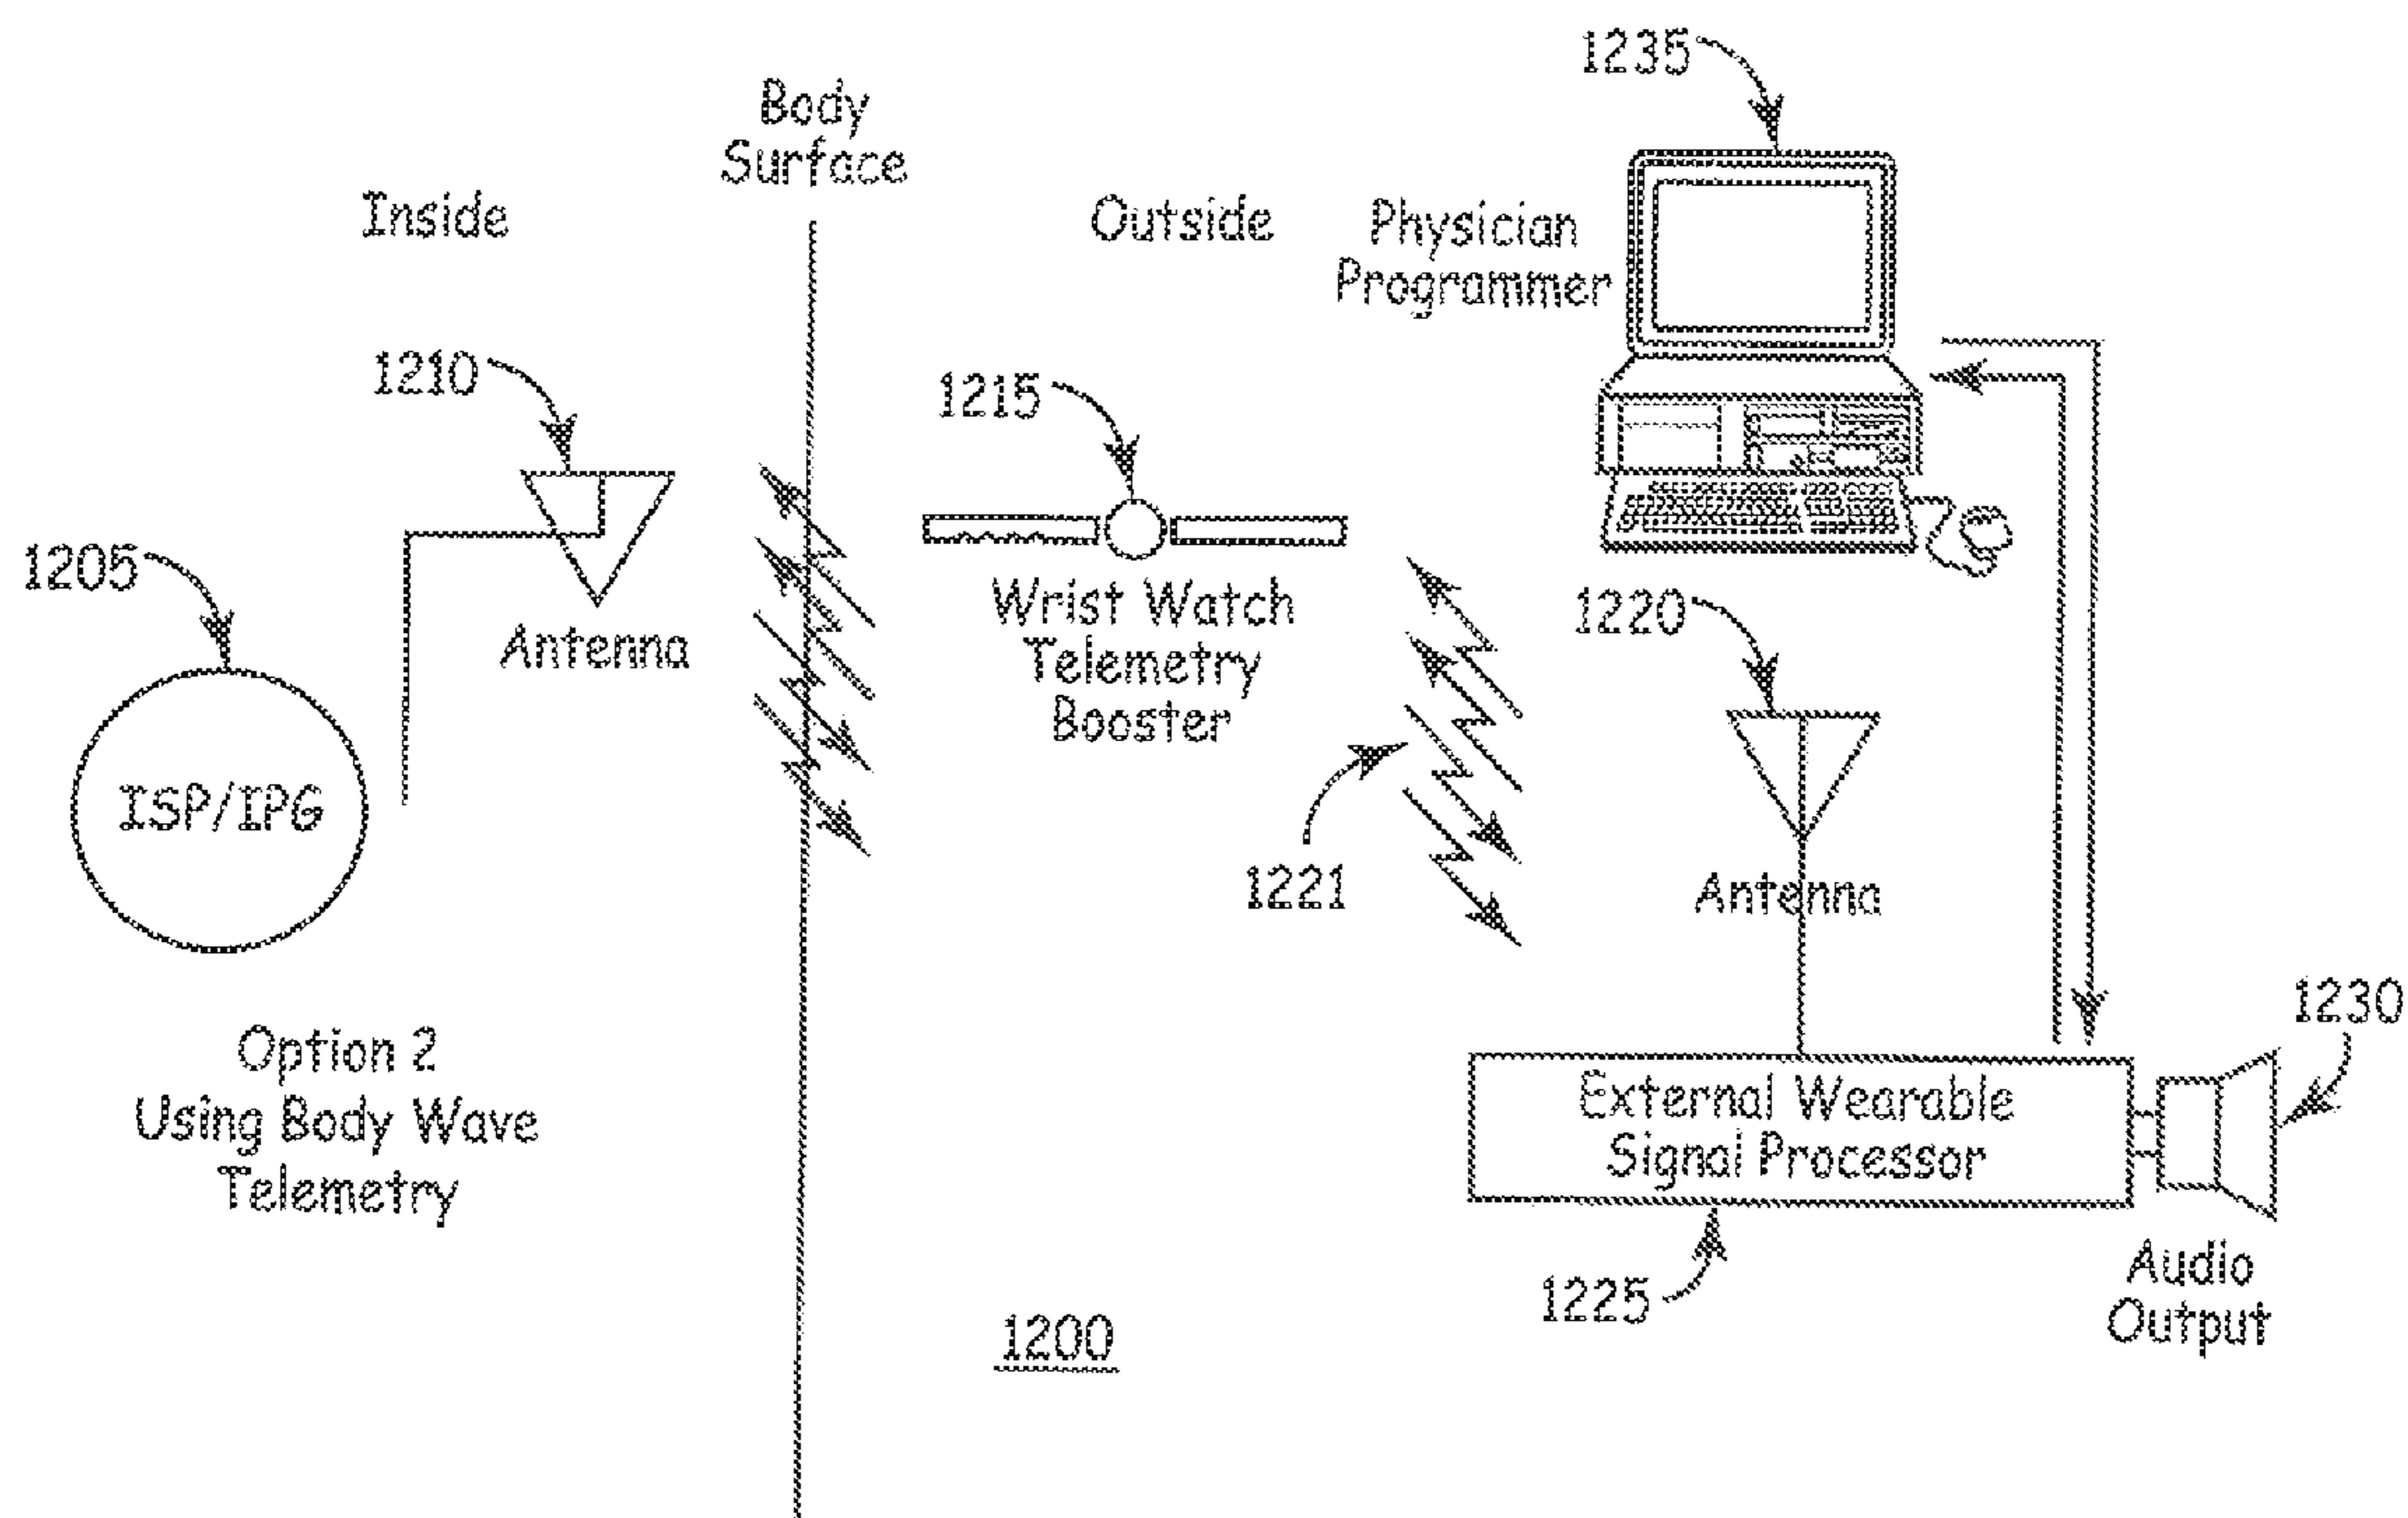 1235
Body
Surface
Inside
Outside
Physician
Programmer
1210
1215
1205
Antenna
Wrist Watch
Telemetry
Booster
1220
ISP/IPG
1221
Antenna
1230
Option 2
Using Body Wave
Telemetry
External Wearable
Signal Processor
1225
Audio
Output
1200